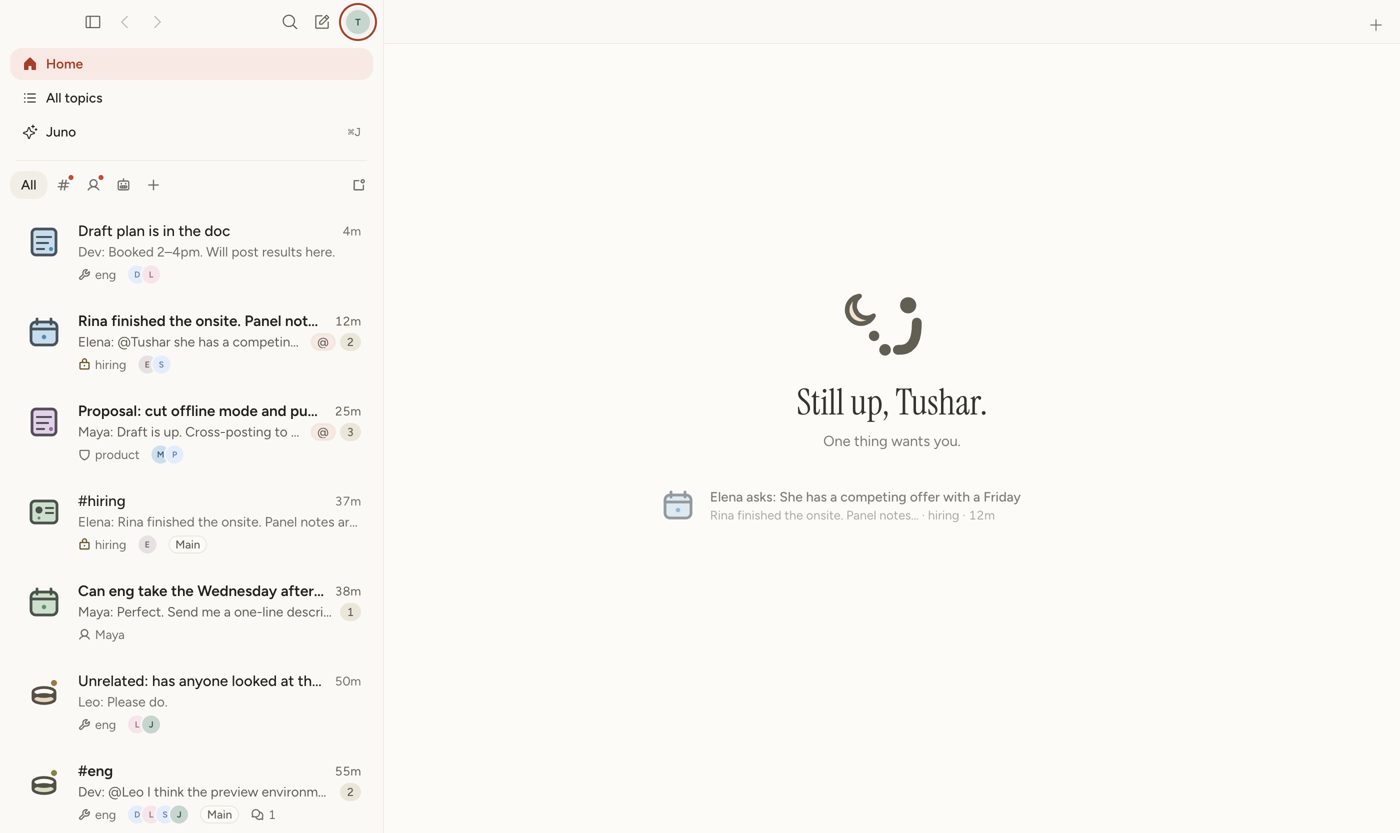 T
Home
All topics
Juno ⌘J
All
Draft plan is in the doc 4m
Dev: Booked 2–4pm. Will post results here.
eng D L
Rina finished the onsite. Panel not... 12m
Elena: @Tushar she has a competin... @ 2
hiring E S
Proposal: cut offline mode and pu... 25m
Maya: Draft is up. Cross-posting to ... @ 3
product M P
#hiring 37m
Elena: Rina finished the onsite. Panel notes ar...
hiring E Main
Can eng take the Wednesday after... 38m
Maya: Perfect. Send me a one-line descri... 1
Maya
Unrelated: has anyone looked at th... 50m
Leo: Please do.
eng L J
#eng 55m
Dev: @Leo I think the preview environm... 2
eng D L S J Main 1
Still up, Tushar.
One thing wants you.
Elena asks: She has a competing offer with a Friday
Rina finished the onsite. Panel notes... · hiring · 12m